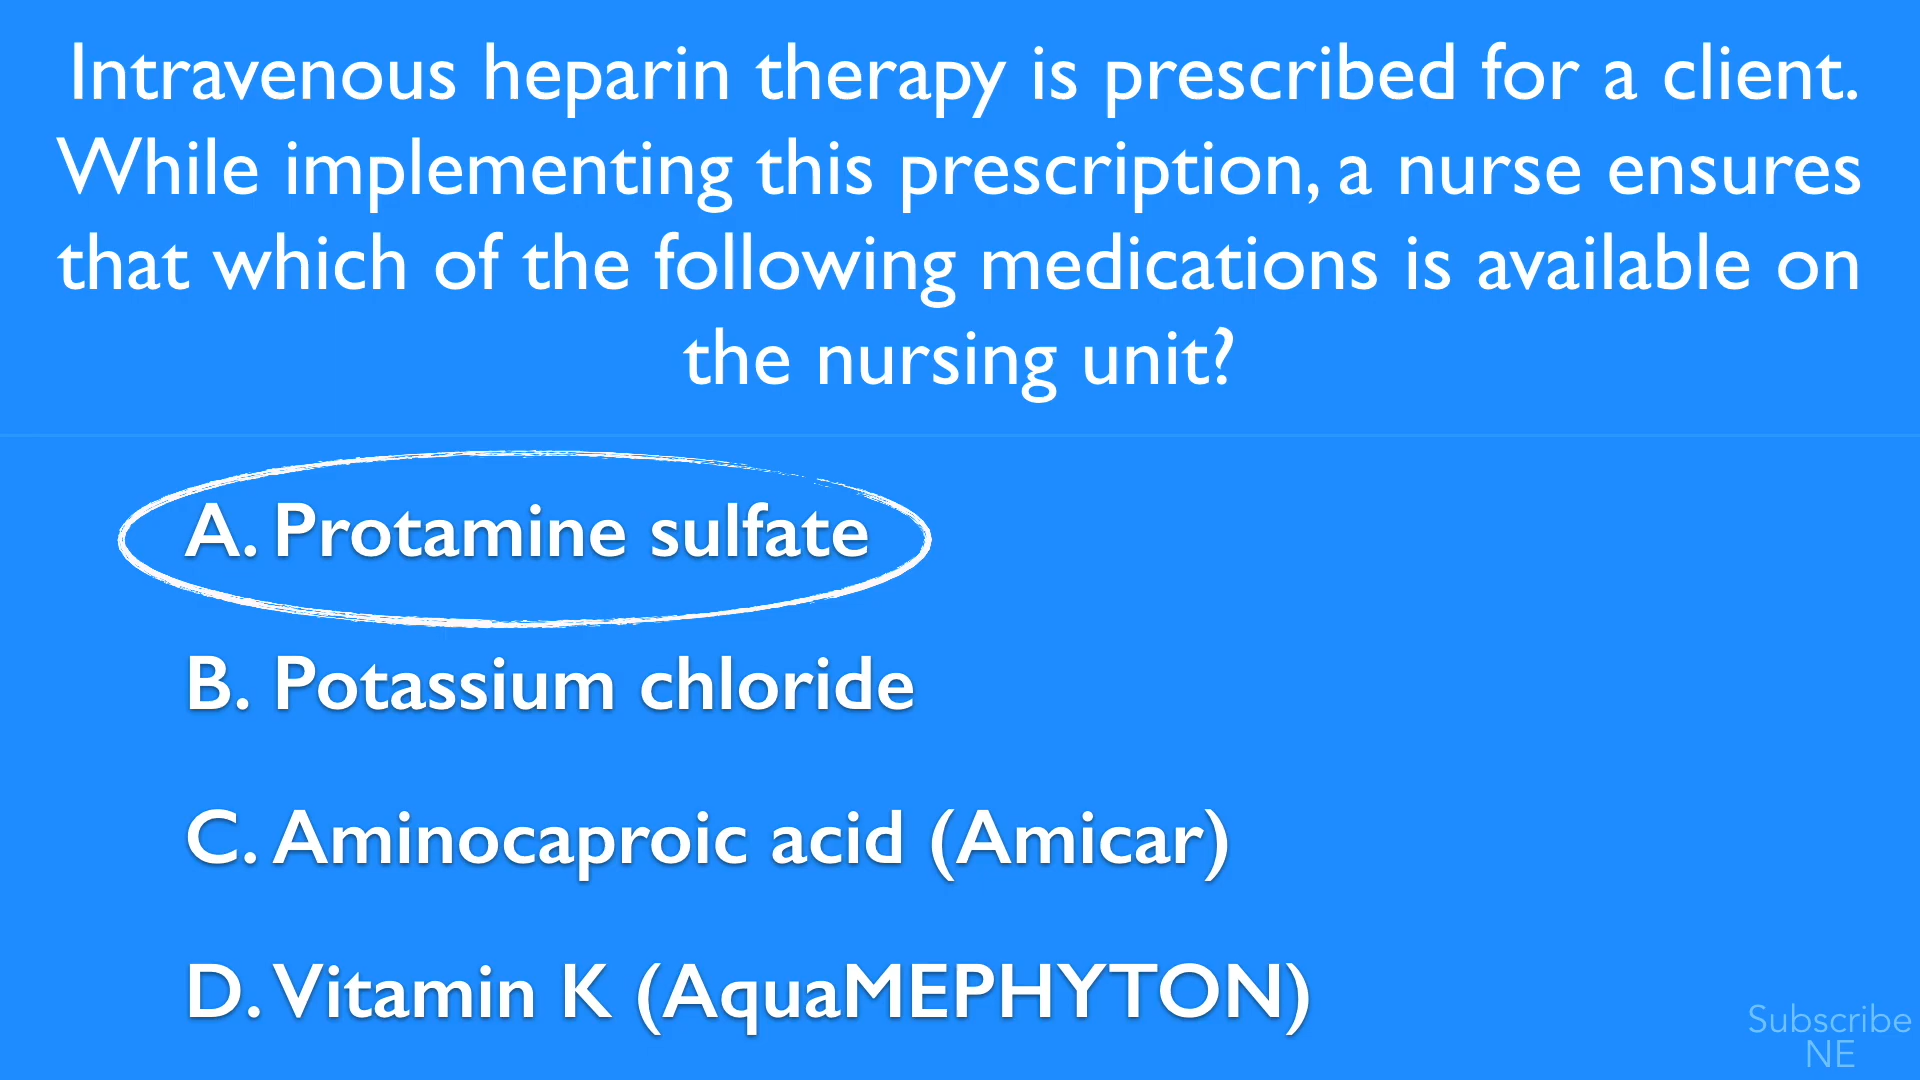 Intravenous heparin therapy is prescribed for a client.
While implementing this prescription, a nurse ensures
that which of the following medications is available on
the nursing unit?
A. Protamine sulfate
B. Potassium chloride
C. Aminocaproic acid (Amicar)
D. Vitamin K (AquaMEPHYTON)
Subscribe
NE